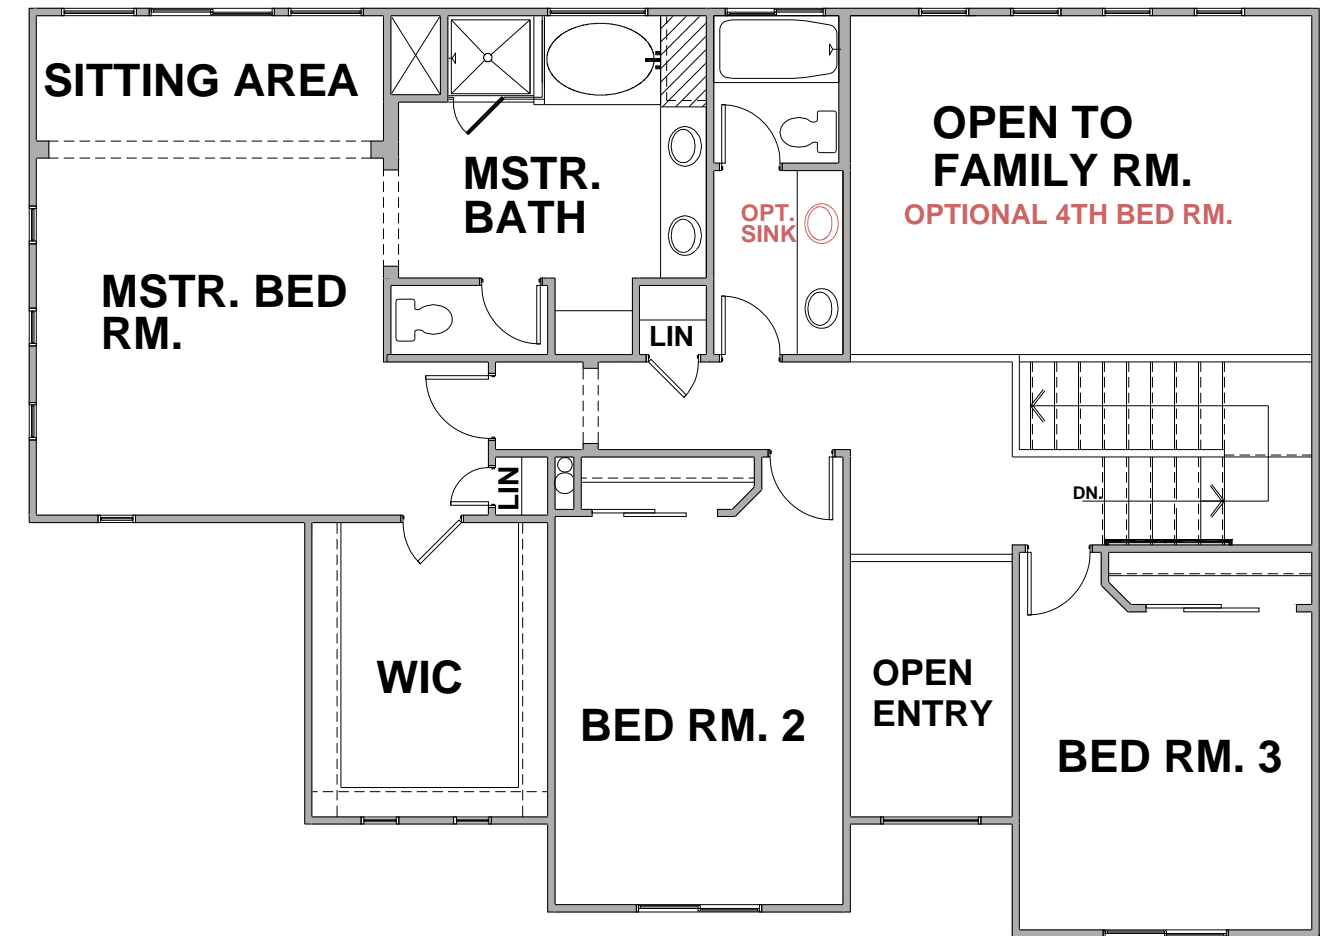 SITTING AREA
OPEN TO
FAMILY RM.
OPTIONAL 4TH BED RM.
MSTR.
BATH
OPT.
SINK
MSTR. BED
RM.
LIN
LIN
DN.
WIC
BED RM. 2
OPEN
ENTRY
BED RM. 3